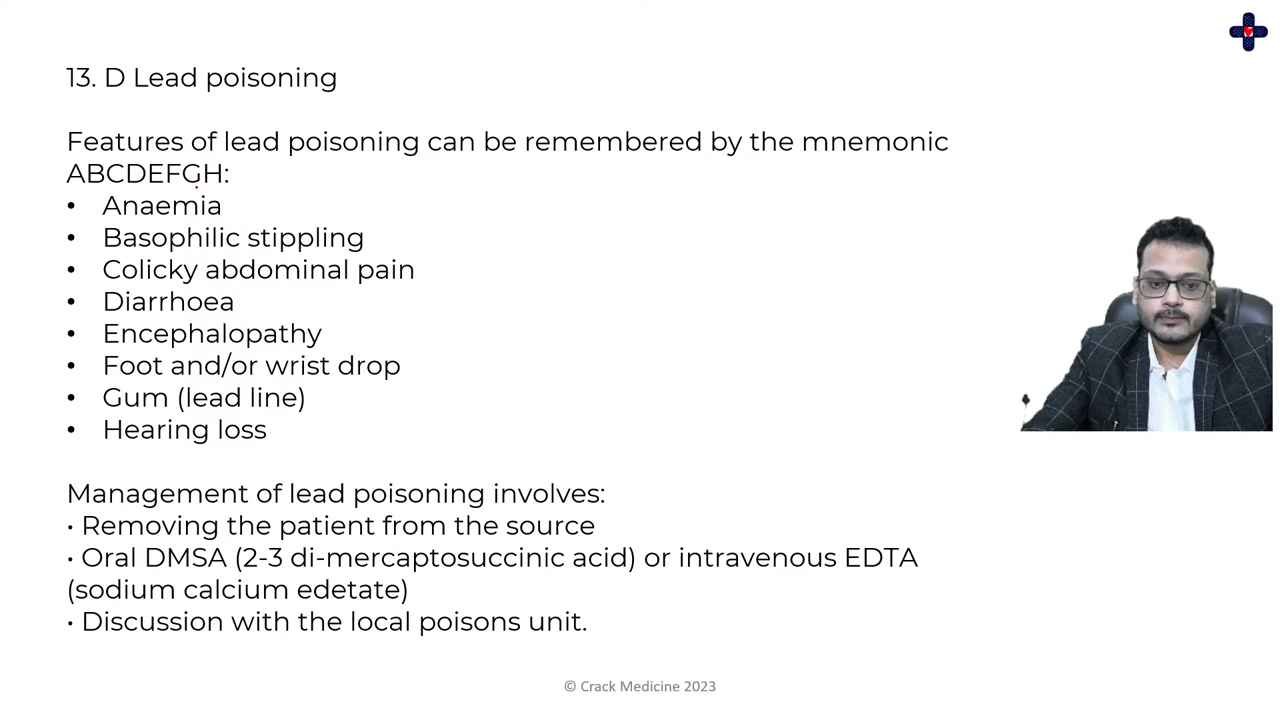 13. D Lead poisoning
Features of lead poisoning can be remembered by the mnemonic
ABCDEFGH:
• Anaemia
• Basophilic stippling
• Colicky abdominal pain
• Diarrhoea
• Encephalopathy
• Foot and/or wrist drop
• Gum (lead line)
• Hearing loss
Management of lead poisoning involves:
• Removing the patient from the source
• Oral DMSA (2-3 di-mercaptosuccinic acid) or intravenous EDTA
(sodium calcium edetate)
• Discussion with the local poisons unit.
© Crack Medicine 2023